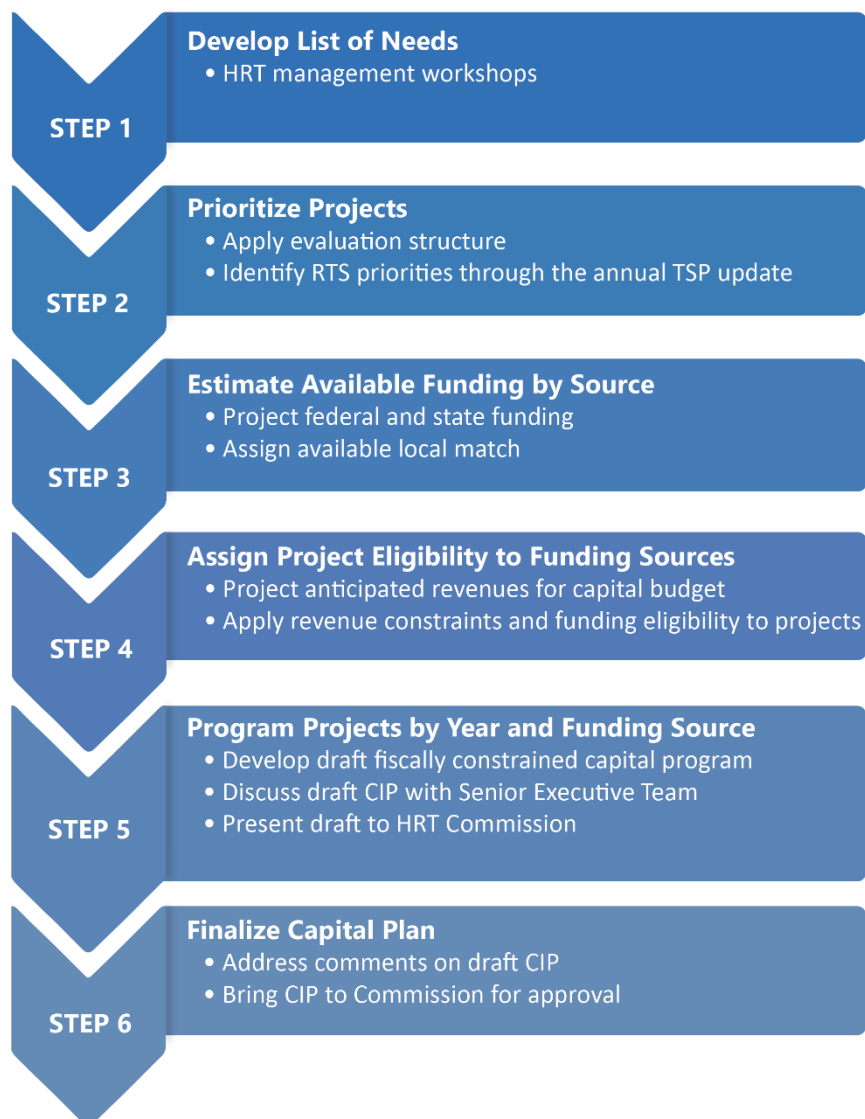 STEP 1
Develop List of Needs
• HRT management workshops
STEP 2
Prioritize Projects
• Apply evaluation structure
• Identify RTS priorities through the annual TSP update
STEP 3
Estimate Available Funding by Source
• Project federal and state funding
• Assign available local match
STEP 4
Assign Project Eligibility to Funding Sources
• Project anticipated revenues for capital budget
• Apply revenue constraints and funding eligibility to projects
STEP 5
Program Projects by Year and Funding Source
• Develop draft fiscally constrained capital program
• Discuss draft CIP with Senior Executive Team
• Present draft to HRT Commission
STEP 6
Finalize Capital Plan
• Address comments on draft CIP
• Bring CIP to Commission for approval